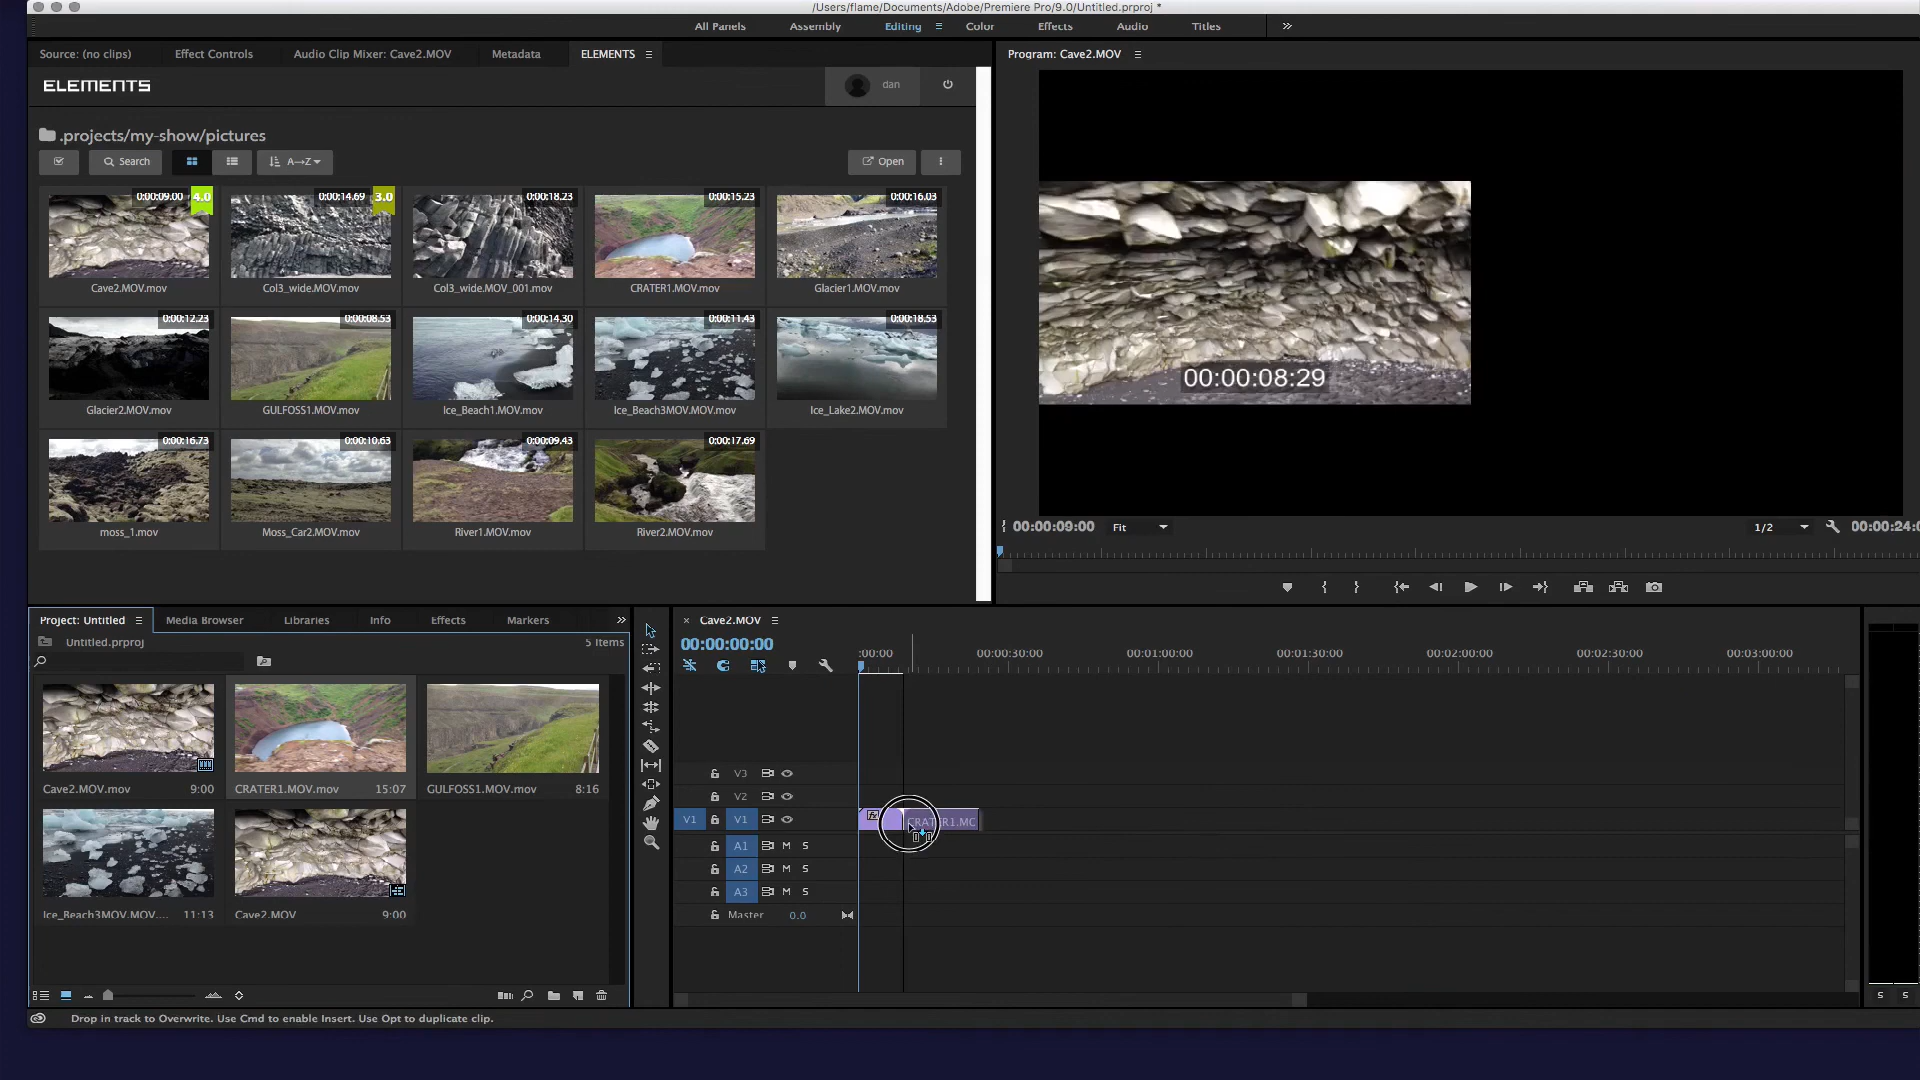 /Users/flame/Documents/Adobe/Premiere Pro/9.0/Untitled.prproj *
All Panels Assembly Editing Color Effects Audio Titles
Source: (no clips) Effect Controls Audio Clip Mixer: Cave2.MOV Metadata ELEMENTS
Program: Cave2.MOV
ELEMENTS
dan
.projects/my-show/pictures
Search A→Z Open
0:00:09.00 4.0 0:00:14.69 3.0 0:00:18.23 0:00:15.23 0:00:16.03
Cave2.MOV.mov Col3_wide.MOV.mov Col3_wide.MOV_001.mov CRATER1.MOV.mov Glacier1.MOV.mov
0:00:12.23 0:00:08.53 0:00:14.30 0:00:11.43 0:00:18.53
Glacier2.MOV.mov GULFOSS1.MOV.mov Ice_Beach1.MOV.mov Ice_Beach3MOV.MOV.mov Ice_Lake2.MOV.mov
0:00:16.73 0:00:10.63 0:00:09.43 0:00:17.69
moss_1.mov Moss_Car2.MOV.mov River1.MOV.mov River2.MOV.mov
00:00:08:29
00:00:09:00 Fit 1/2 00:00:24:0
Project: Untitled Media Browser Libraries Info Effects Markers
Untitled.prproj 5 Items
Cave2.MOV.mov 9:00 CRATER1.MOV.mov 15:07 GULFOSS1.MOV.mov 8:16
Ice_Beach3MOV.MOV.... 11:13 Cave2.MOV 9:00
Cave2.MOV
00:00:00:00
:00:00 00:00:30:00 00:01:00:00 00:01:30:00 00:02:00:00 00:02:30:00 00:03:00:00
V3
V2
V1 V1 fx CRATER1.MC
A1 M S
A2 M S
A3 M S
Master 0.0
S S
Drop in track to Overwrite. Use Cmd to enable Insert. Use Opt to duplicate clip.